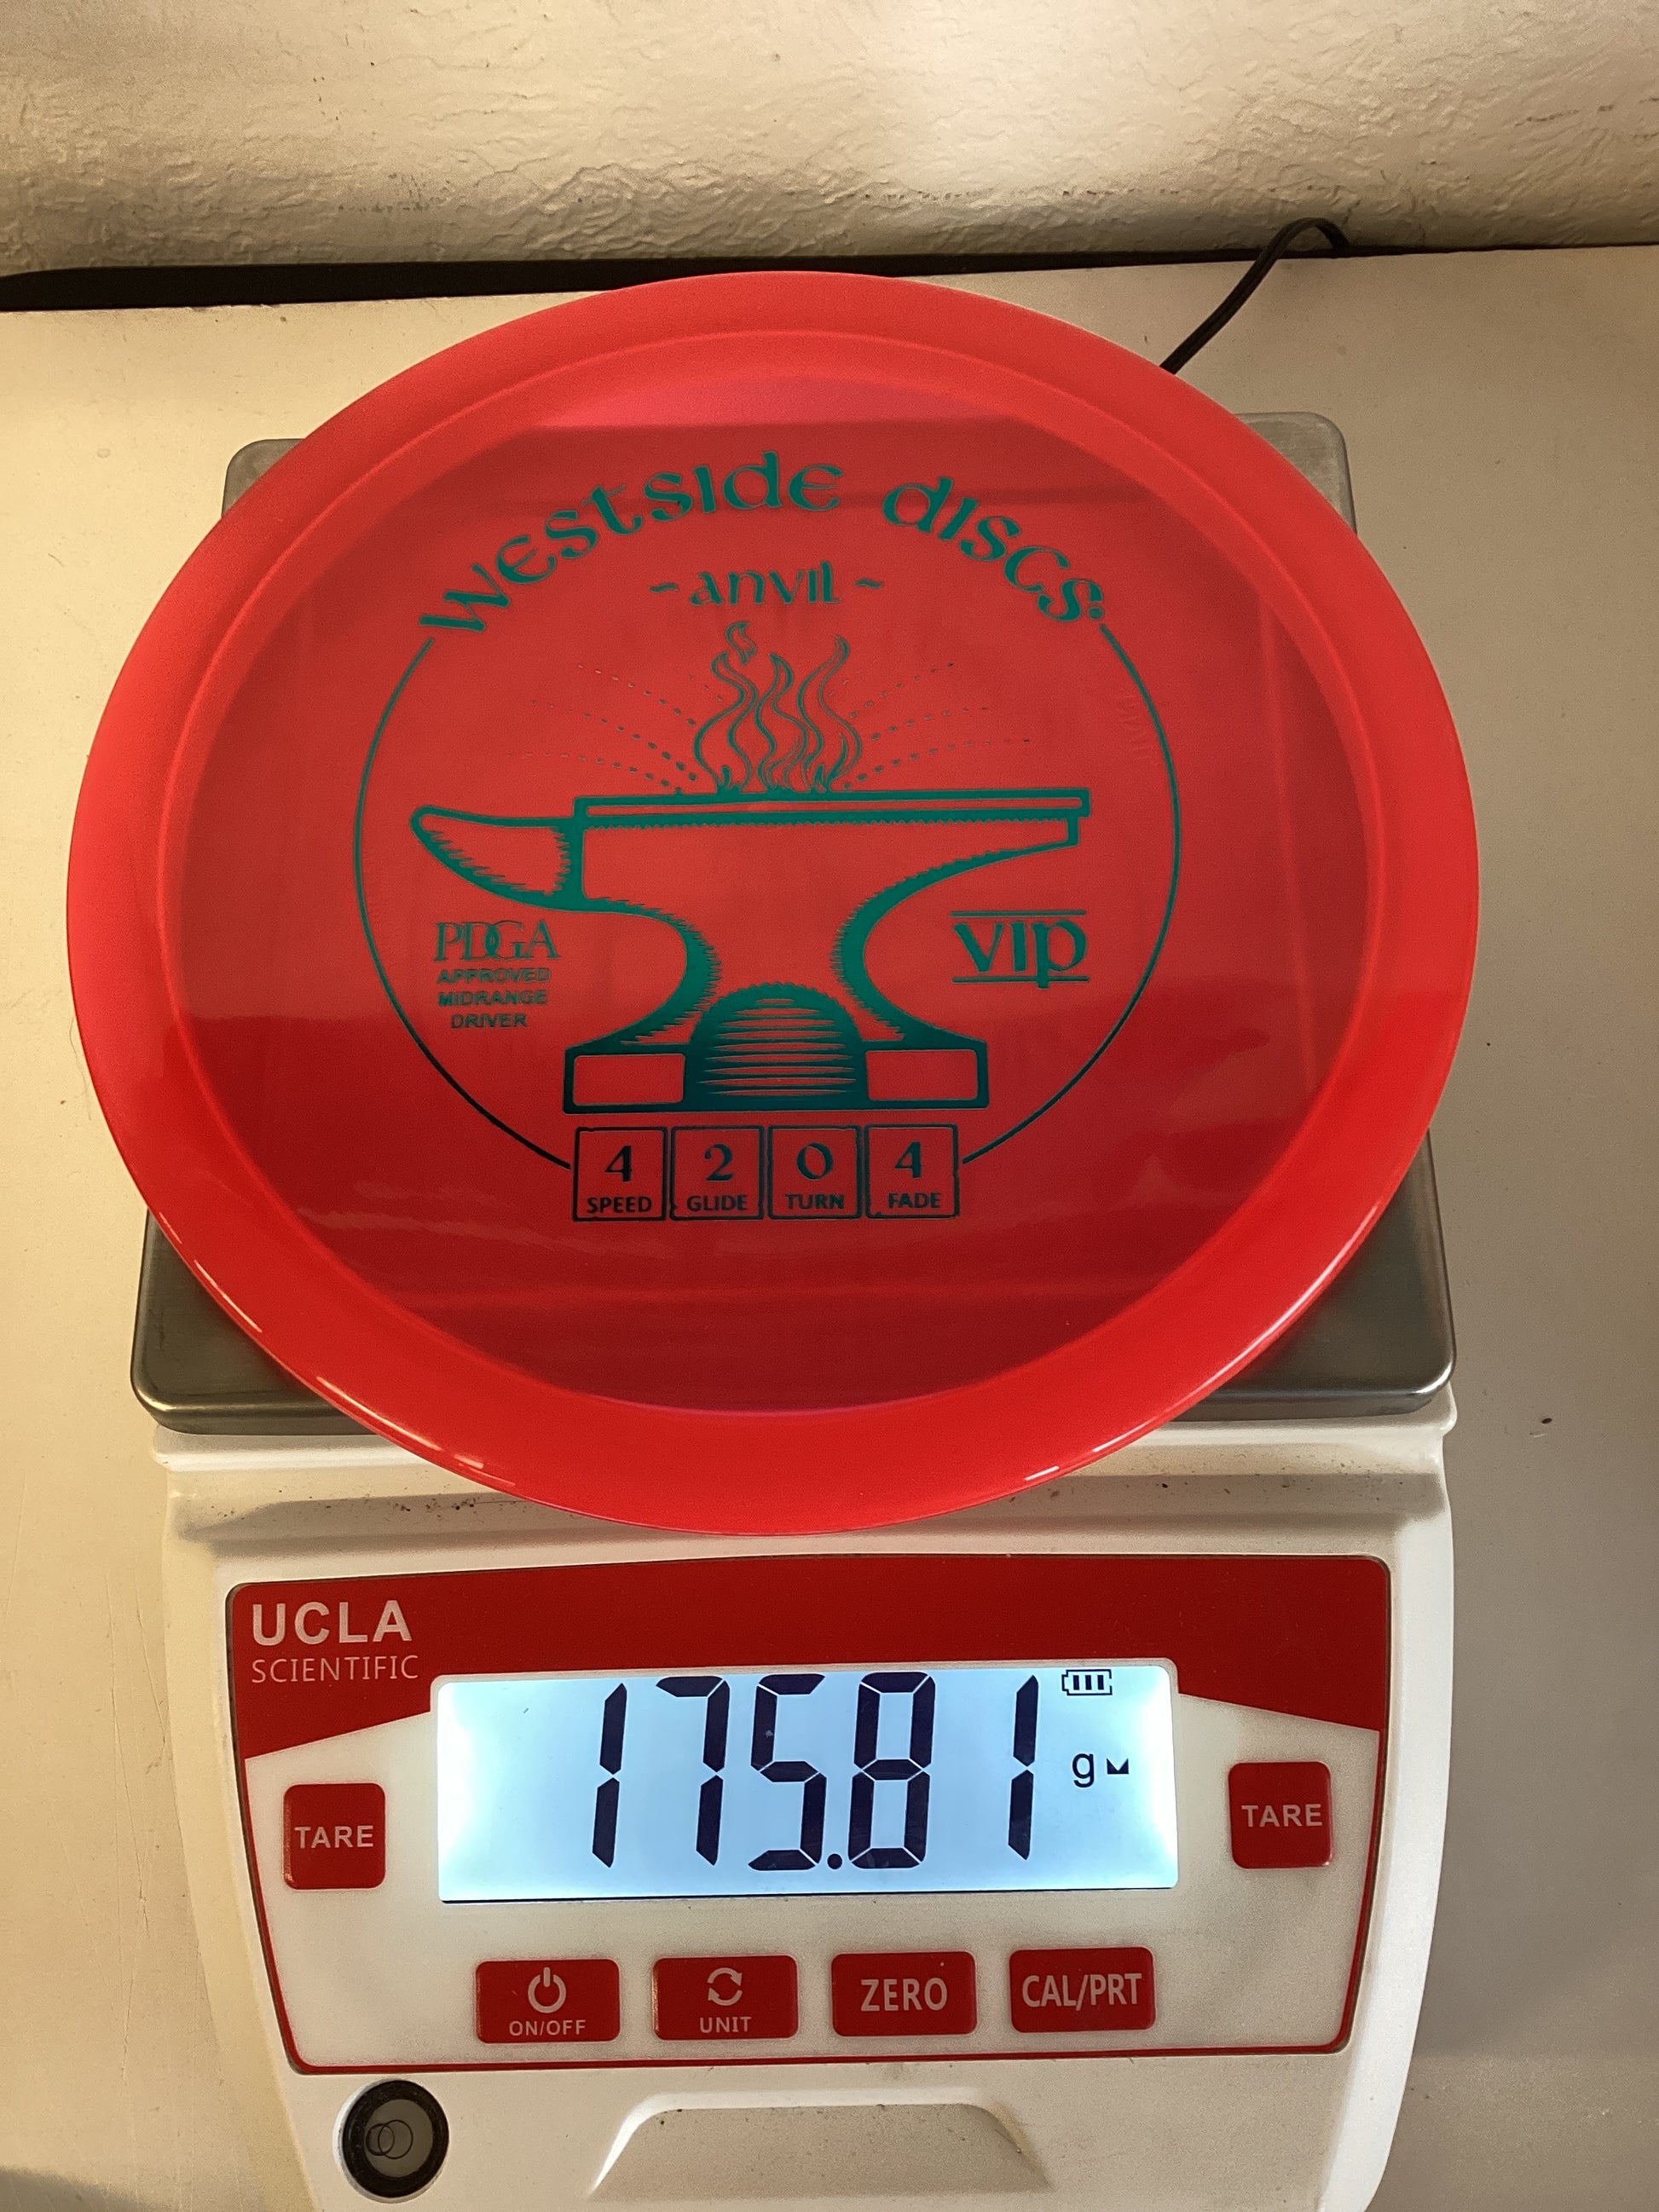 westside discs
~ anvil ~
PDGA
APPROVED
MIDRANGE
DRIVER
VIP
4 2 0 4
SPEED GLIDE TURN FADE
UCLA
SCIENTIFIC
175.81 g
TARE
TARE
ON/OFF
UNIT
ZERO
CAL/PRT